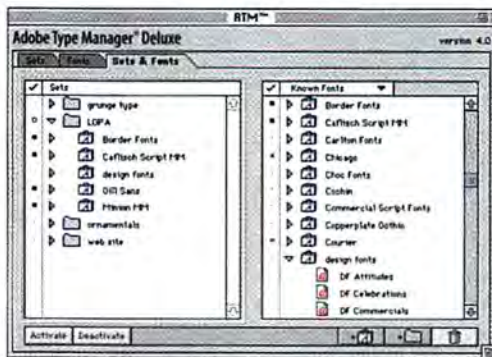 ATM™
Adobe Type Manager® Deluxe
version 4.0
Sets
Fonts
Sets & Fonts
Sets
grunge type
LOPA
Border Fonts
Caflisch Script MM
design fonts
Gill Sans
Minion MM
ornamentals
web site
Known Fonts
Border Fonts
Caflisch Script MM
Carlton Fonts
Chicago
Choc Fonts
Cochin
Commercial Script Fonts
Copperplate Gothic
Courier
design fonts
DF Attitudes
DF Celebrations
DF Commercials
Activate
Deactivate